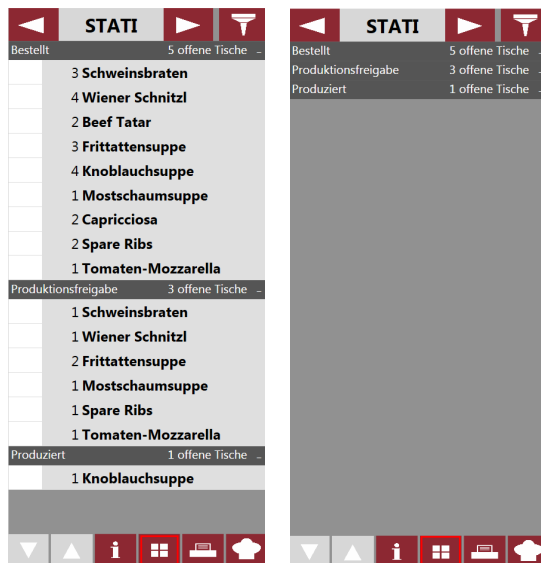 STATI
Bestellt 5 offene Tische -
3 Schweinsbraten
4 Wiener Schnitzl
2 Beef Tatar
3 Frittattensuppe
4 Knoblauchsuppe
1 Mostschaumsuppe
2 Capricciosa
2 Spare Ribs
1 Tomaten-Mozzarella
Produktionsfreigabe 3 offene Tische -
1 Schweinsbraten
1 Wiener Schnitzl
2 Frittattensuppe
1 Mostschaumsuppe
1 Spare Ribs
1 Tomaten-Mozzarella
Produziert 1 offene Tische -
1 Knoblauchsuppe
i
STATI
Bestellt 5 offene Tische -
Produktionsfreigabe 3 offene Tische -
Produziert 1 offene Tische -
i